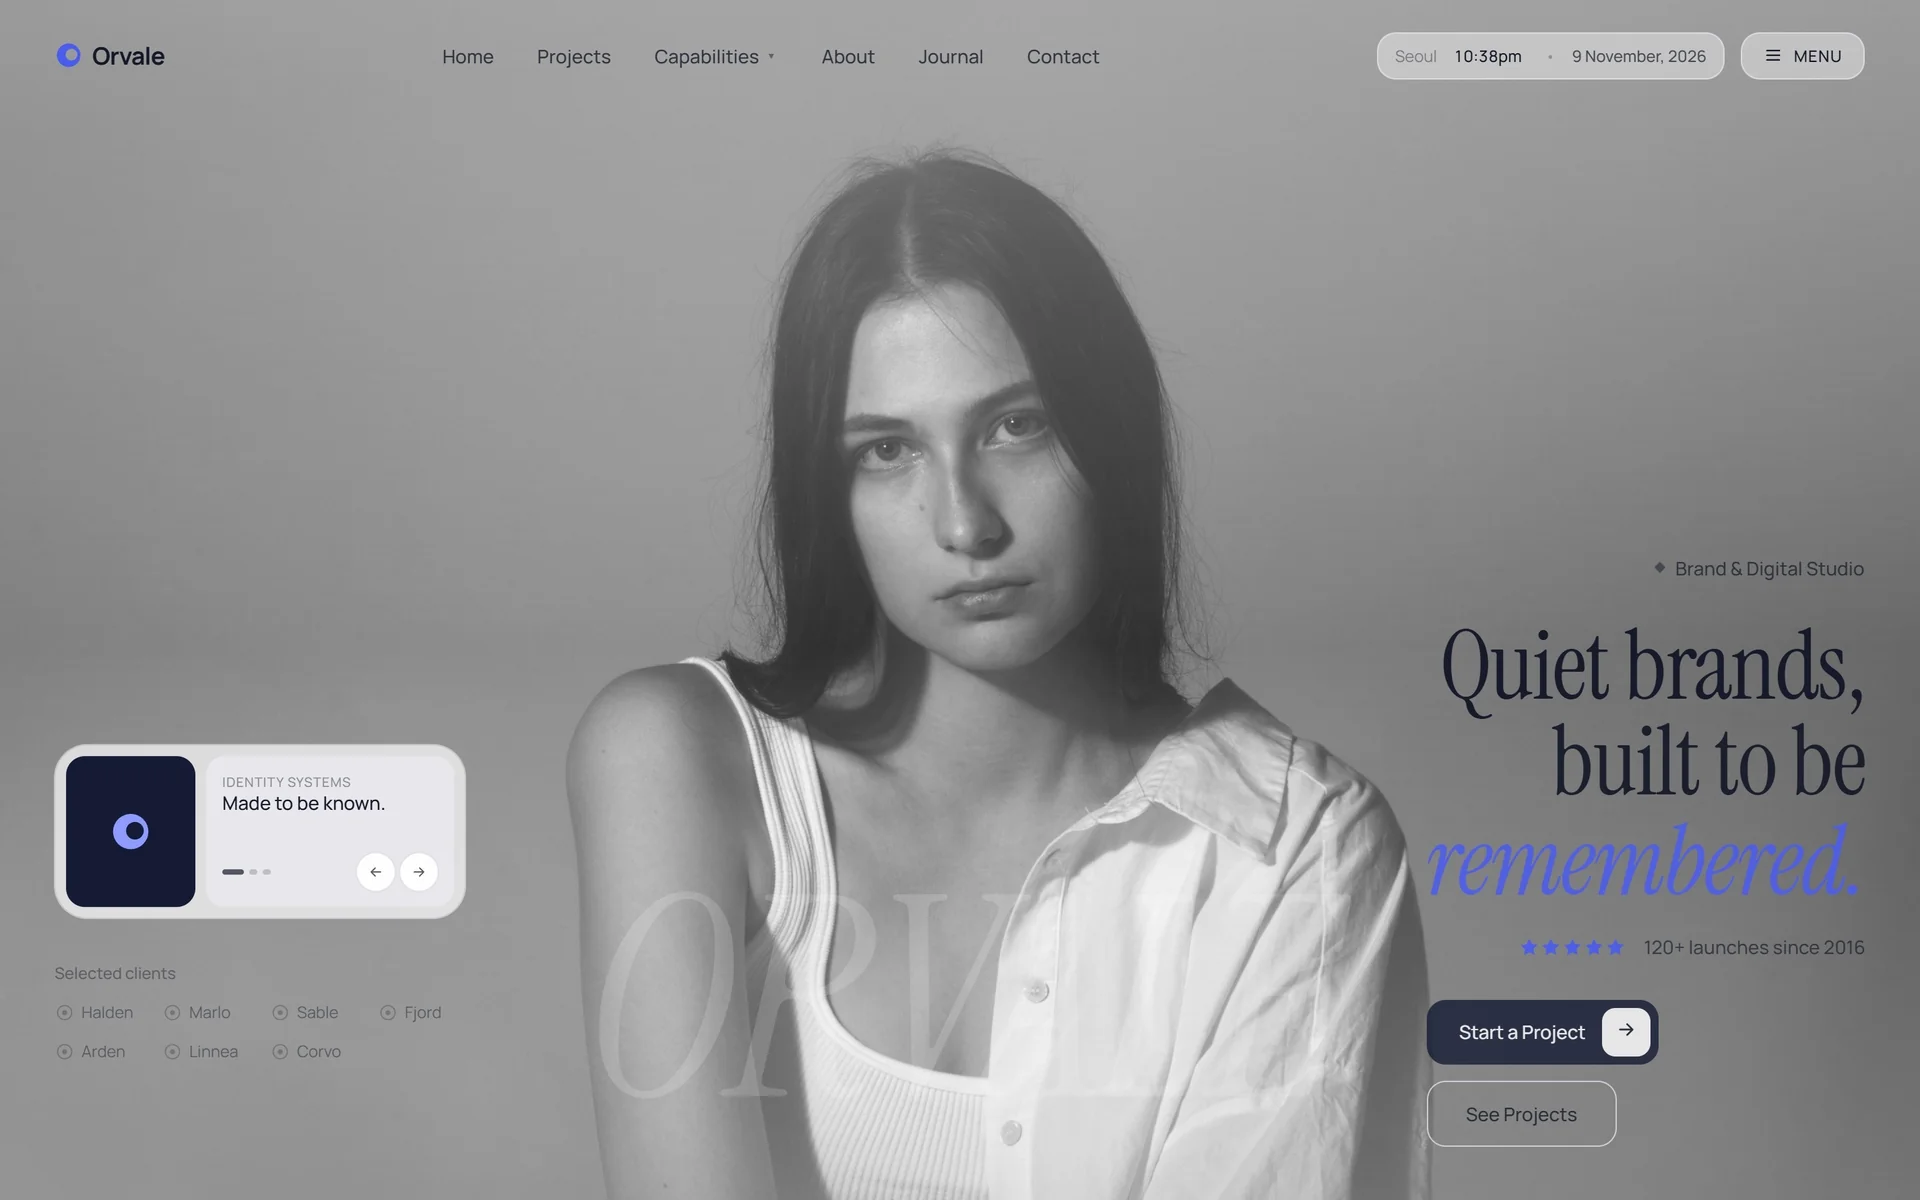 Orvale
Home Projects Capabilities About Journal Contact
Seoul 10:38pm • 9 November, 2026
MENU
Brand & Digital Studio
Quiet brands,
built to be
remembered.
120+ launches since 2016
Start a Project
See Projects
IDENTITY SYSTEMS
Made to be known.
Selected clients
Halden Marlo Sable Fjord
Arden Linnea Corvo